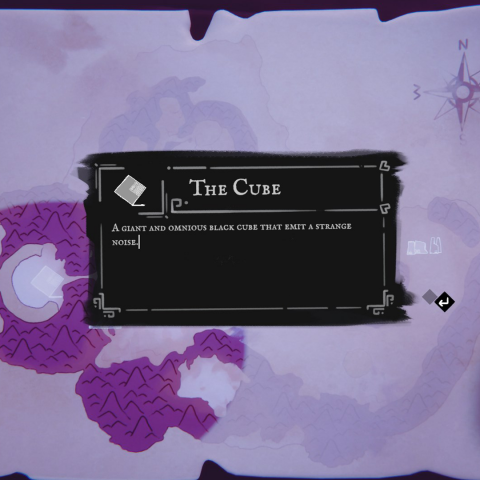 N
W
The Cube
A giant and omnious black cube that emit a strange
noise.